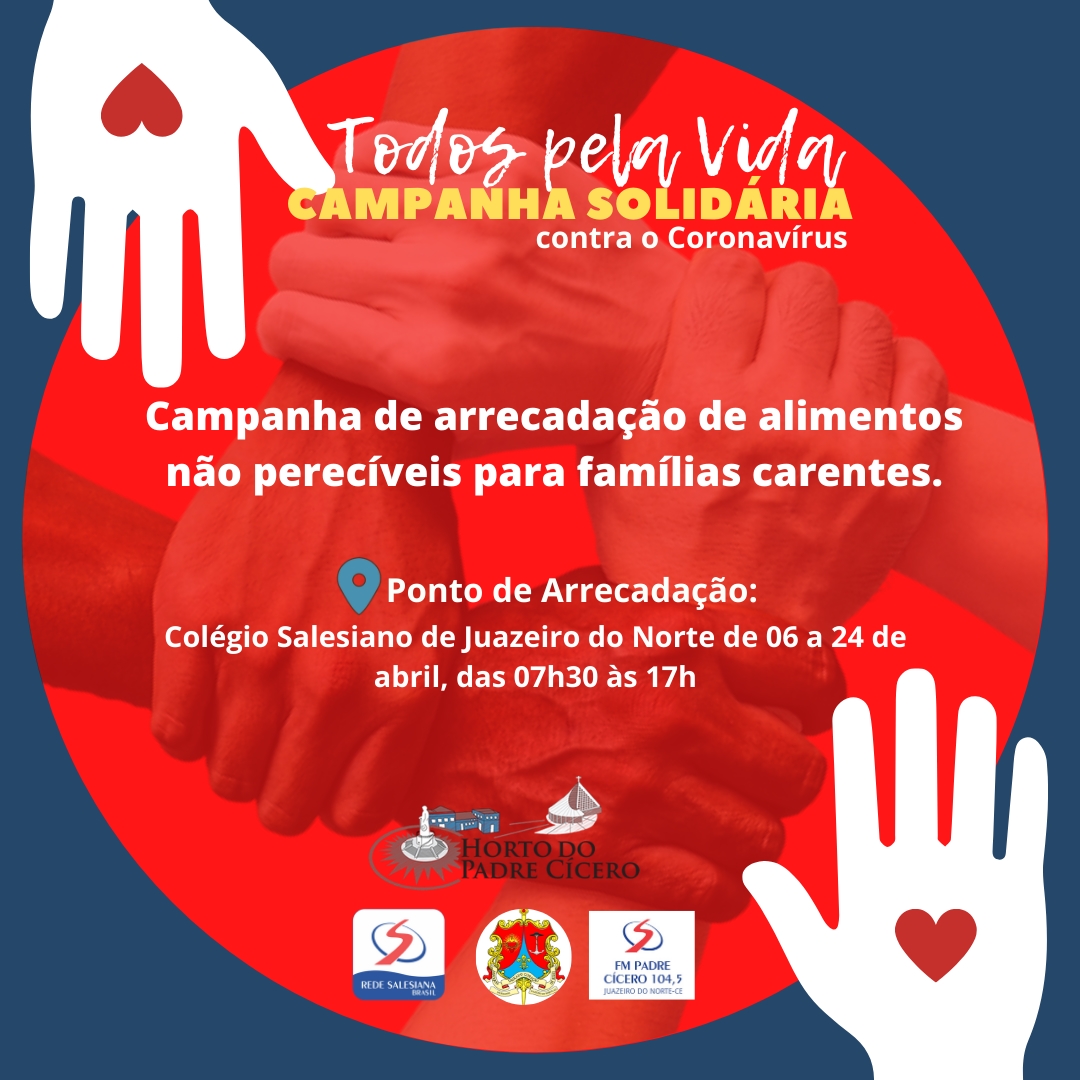 Todos pela Vida
CAMPANHA SOLIDÁRIA
contra o Coronavírus
Campanha de arrecadação de alimentos
não perecíveis para famílias carentes.
Ponto de Arrecadação:
Colégio Salesiano de Juazeiro do Norte de 06 a 24 de
abril, das 07h30 às 17h
HORTO DO
PADRE CÍCERO
REDE SALESIANA
BRASIL
FM PADRE
CÍCERO 104,5
JUAZEIRO DO NORTE-CE